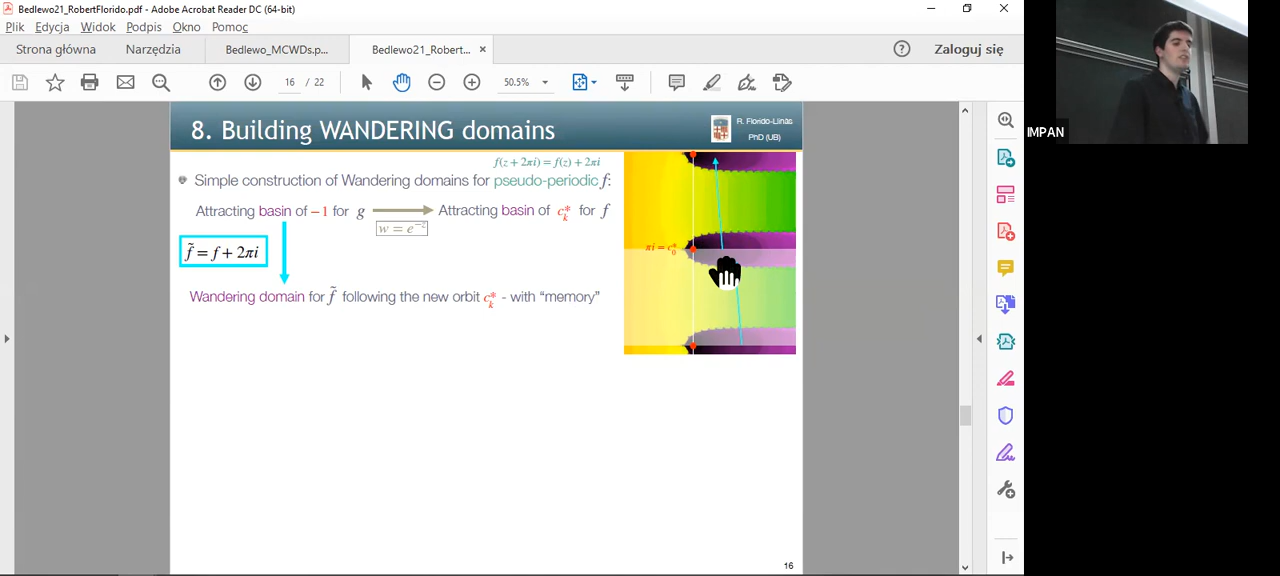 Bedlewo21_RobertFlorido.pdf - Adobe Acrobat Reader DC (64-bit)
Plik Edycja Widok Podpis Okno Pomoc
Strona główna Narzędzia Bedlewo_MCWDs.p... Bedlewo21_Robert... × ? Zaloguj się
16 / 22 50.5%
8. Building WANDERING domains
R. Florido-Llinàs
PhD (UB)
f(z + 2πi) = f(z) + 2πi
Simple construction of Wandering domains for pseudo-periodic f:
Attracting basin of −1 for g Attracting basin of c*ₖ for f
w = e⁻ᶻ
πi = c*₀
f̃ = f + 2πi
Wandering domain for f̃ following the new orbit c*ₖ - with “memory”
16
IMPAN